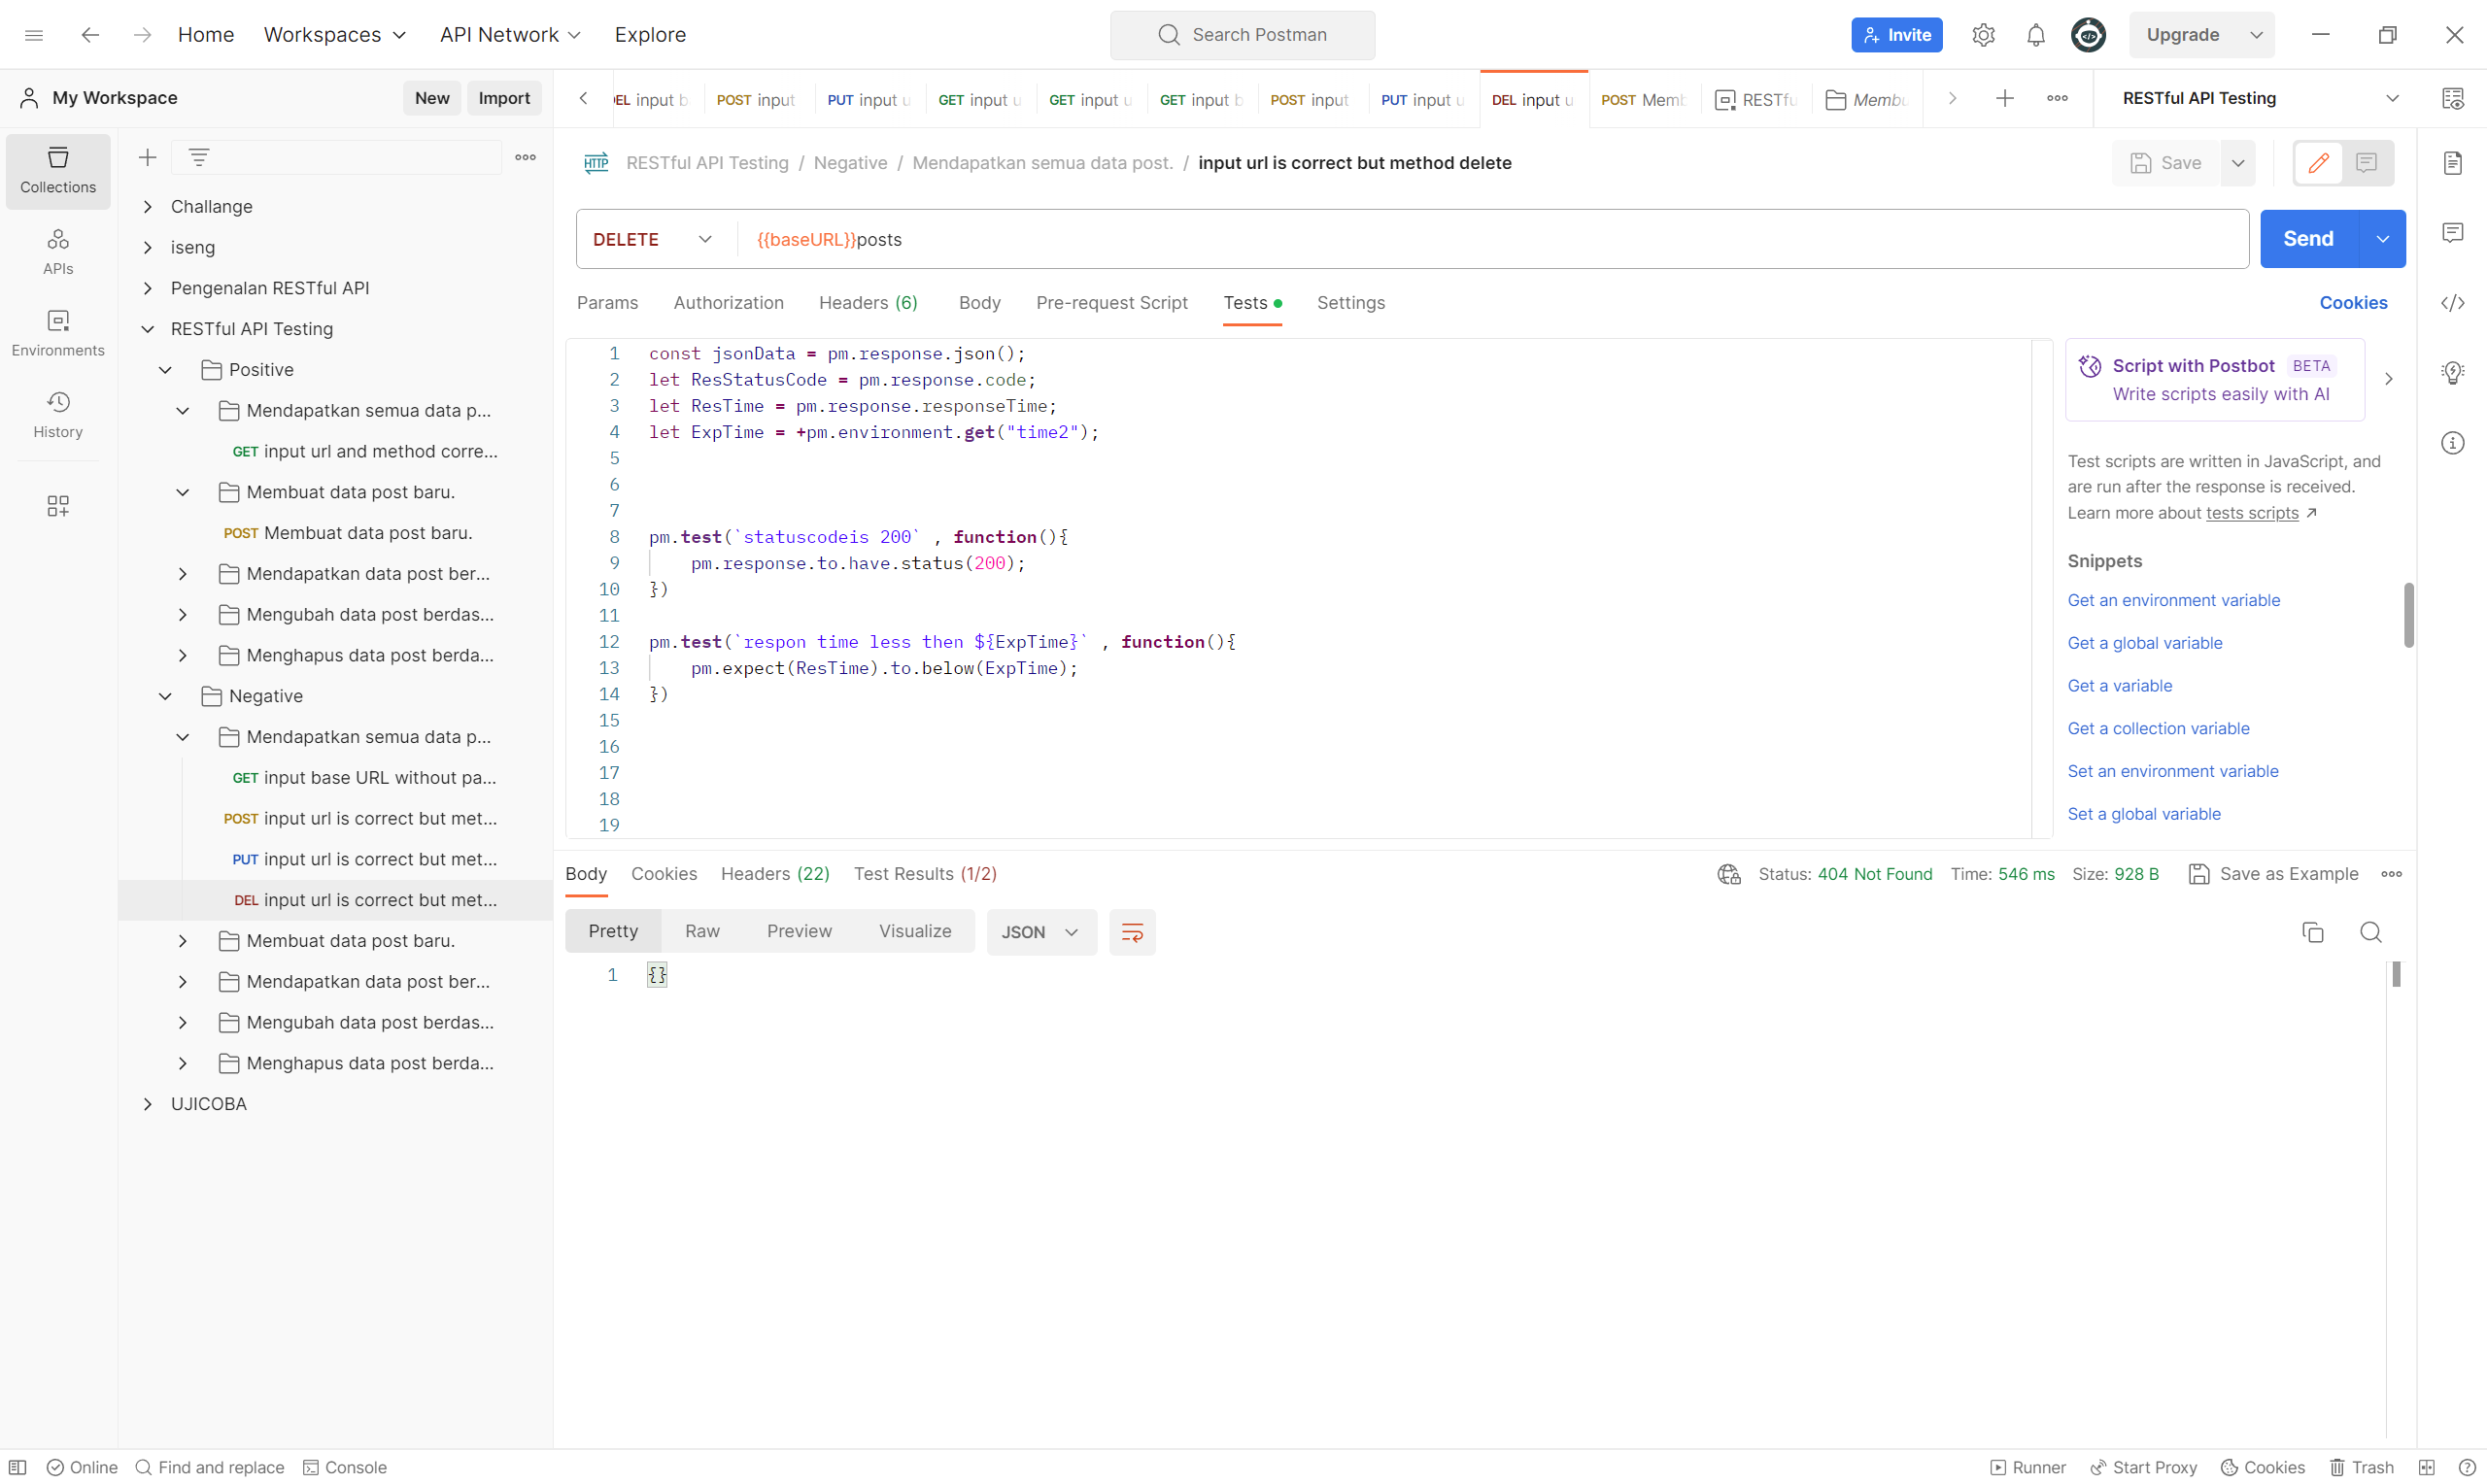 Home Workspaces API Network Explore Search Postman Invite Upgrade
My Workspace New Import
input b POST input PUT input u GET input u GET input u GET input b POST input PUT input u DEL input u POST Memb RESTfu Membu RESTful API Testing
Collections
APIs
Environments
History
Challange
iseng
Pengenalan RESTful API
RESTful API Testing
Positive
Mendapatkan semua data p...
GET input url and method corre...
Membuat data post baru.
POST Membuat data post baru.
Mendapatkan data post ber...
Mengubah data post berdas...
Menghapus data post berda...
Negative
Mendapatkan semua data p...
GET input base URL without pa...
POST input url is correct but met...
PUT input url is correct but met...
DEL input url is correct but met...
Membuat data post baru.
Mendapatkan data post ber...
Mengubah data post berdas...
Menghapus data post berda...
UJICOBA
HTTP RESTful API Testing / Negative / Mendapatkan semua data post. / input url is correct but method delete Save
DELETE {{baseURL}}posts Send
Params Authorization Headers (6) Body Pre-request Script Tests Settings Cookies
1 const jsonData = pm.response.json();
2 let ResStatusCode = pm.response.code;
3 let ResTime = pm.response.responseTime;
4 let ExpTime = +pm.environment.get("time2");
5
6
7
8 pm.test(`statuscodeis 200` , function(){
9 pm.response.to.have.status(200);
10 })
11
12 pm.test(`respon time less then ${ExpTime}` , function(){
13 pm.expect(ResTime).to.below(ExpTime);
14 })
15
16
17
18
19
Script with Postbot BETA
Write scripts easily with AI
Test scripts are written in JavaScript, and
are run after the response is received.
Learn more about tests scripts ↗
Snippets
Get an environment variable
Get a global variable
Get a variable
Get a collection variable
Set an environment variable
Set a global variable
Body Cookies Headers (22) Test Results (1/2) Status: 404 Not Found Time: 546 ms Size: 928 B Save as Example
Pretty Raw Preview Visualize JSON
1 {}
Online Find and replace Console Runner Start Proxy Cookies Trash